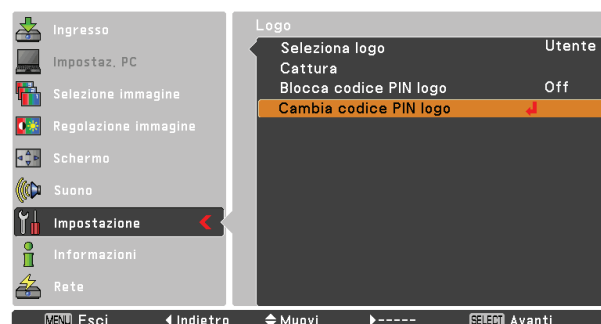 Ingresso
Impostaz. PC
Selezione immagine
Regolazione immagine
Schermo
Suono
Impostazione
Informazioni
Rete
Logo
Seleziona logo Utente
Cattura
Blocca codice PIN logo Off
Cambia codice PIN logo
MENU Esci Indietro Muovi ----- SELECT Avanti